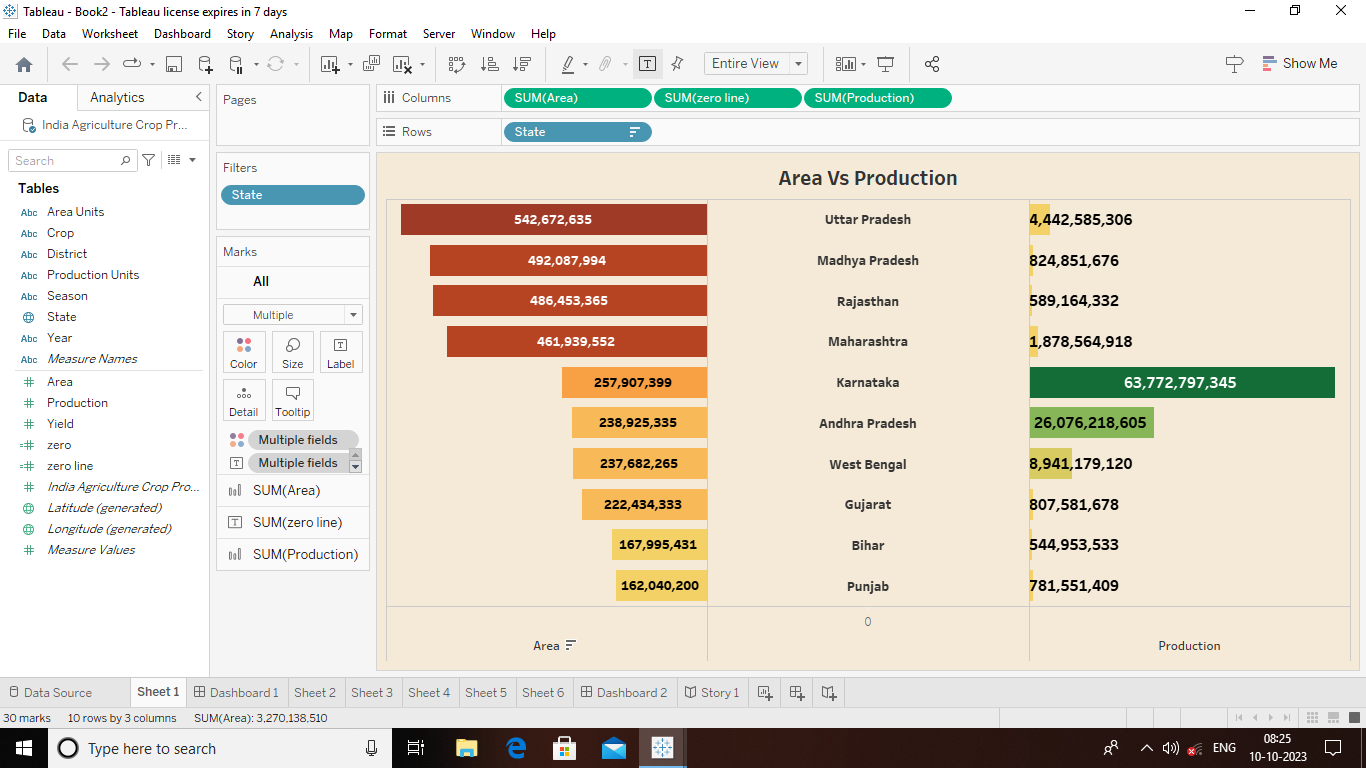 Tableau - Book2 - Tableau license expires in 7 days
File Data Worksheet Dashboard Story Analysis Map Format Server Window Help
Entire View
Show Me
Data Analytics
India Agriculture Crop Pr...
Search
Tables
Abc Area Units
Abc Crop
Abc District
Abc Production Units
Abc Season
State
Abc Year
Abc Measure Names
Area
Production
Yield
zero
zero line
India Agriculture Crop Pro...
Latitude (generated)
Longitude (generated)
Measure Values
Pages
Filters
State
Marks
All
Multiple
Color Size Label
Detail Tooltip
Multiple fields
Multiple fields
SUM(Area)
SUM(zero line)
SUM(Production)
Columns SUM(Area) SUM(zero line) SUM(Production)
Rows State
Area Vs Production
542,672,635 Uttar Pradesh 4,442,585,306
492,087,994 Madhya Pradesh 824,851,676
486,453,365 Rajasthan 589,164,332
461,939,552 Maharashtra 1,878,564,918
257,907,399 Karnataka 63,772,797,345
238,925,335 Andhra Pradesh 26,076,218,605
237,682,265 West Bengal 8,941,179,120
222,434,333 Gujarat 807,581,678
167,995,431 Bihar 544,953,533
162,040,200 Punjab 781,551,409
0
Area Production
Data Source Sheet 1 Dashboard 1 Sheet 2 Sheet 3 Sheet 4 Sheet 5 Sheet 6 Dashboard 2 Story 1
30 marks 10 rows by 3 columns SUM(Area): 3,270,138,510
Type here to search
ENG
08:25
10-10-2023